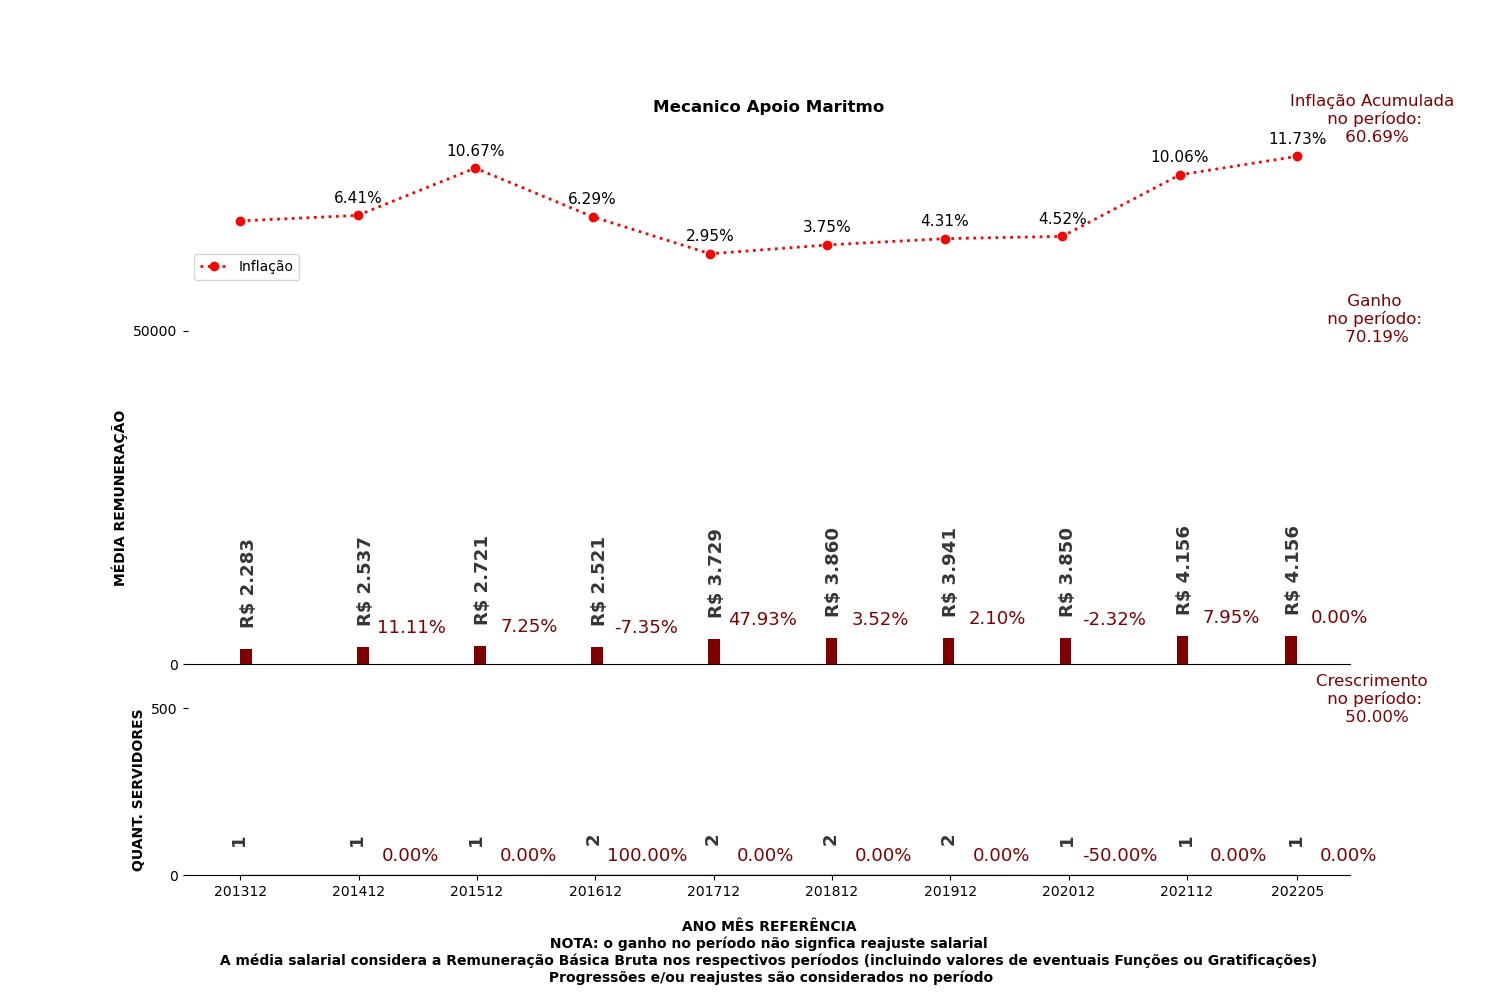 Mecanico Apoio Maritmo
Inflação Acumulada
no período:
60.69%
6.41%
10.67%
6.29%
2.95%
3.75%
4.31%
4.52%
10.06%
11.73%
Inflação
Ganho
no período:
70.19%
MÉDIA REMUNERAÇÃO
50000
0
R$ 2.283
R$ 2.537
R$ 2.721
R$ 2.521
R$ 3.729
R$ 3.860
R$ 3.941
R$ 3.850
R$ 4.156
R$ 4.156
11.11%
7.25%
-7.35%
47.93%
3.52%
2.10%
-2.32%
7.95%
0.00%
Crescrimento
no período:
50.00%
QUANT. SERVIDORES
500
0
1
1
1
2
2
2
2
1
1
1
0.00%
0.00%
100.00%
0.00%
0.00%
0.00%
-50.00%
0.00%
0.00%
201312
201412
201512
201612
201712
201812
201912
202012
202112
202205
ANO MÊS REFERÊNCIA
NOTA: o ganho no período não signfica reajuste salarial
A média salarial considera a Remuneração Básica Bruta nos respectivos períodos (incluindo valores de eventuais Funções ou Gratificações)
Progressões e/ou reajustes são considerados no período